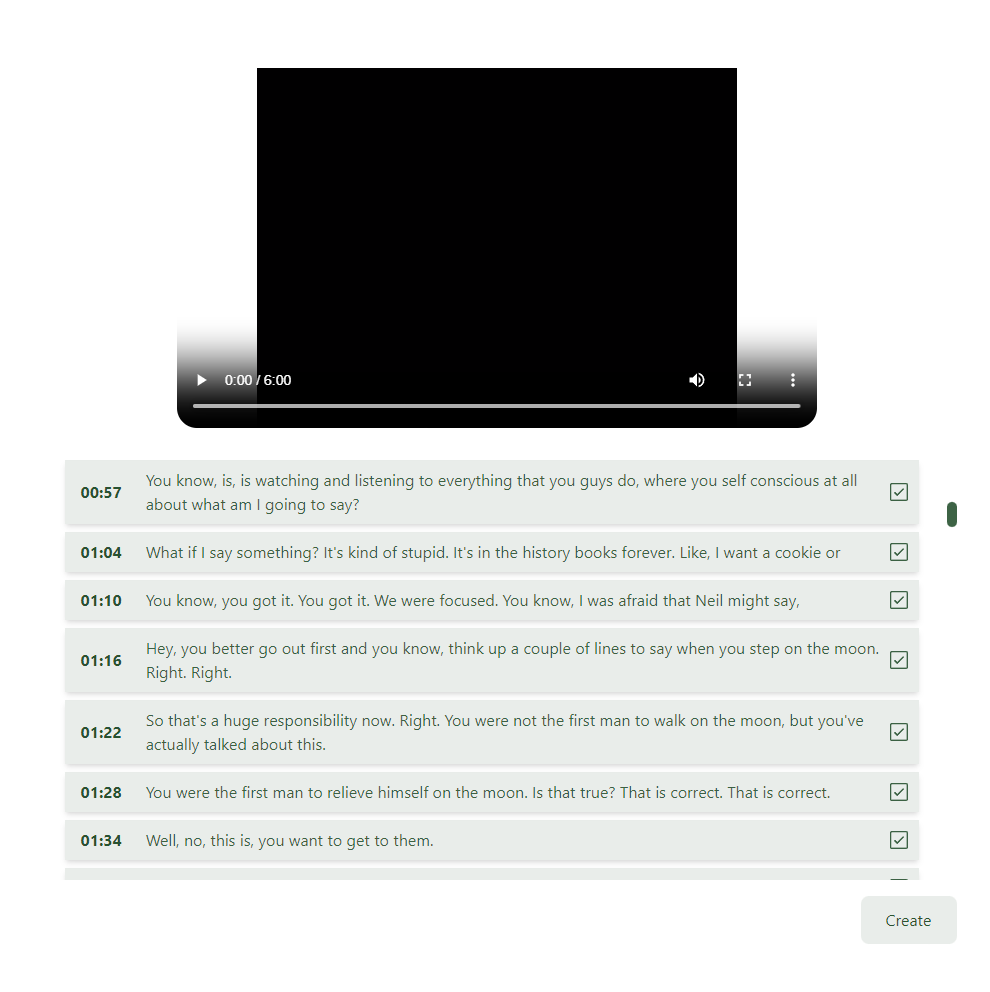 0:00 / 6:00
00:57
You know, is, is watching and listening to everything that you guys do, where you self conscious at all
about what am I going to say?
01:04
What if I say something? It's kind of stupid. It's in the history books forever. Like, I want a cookie or
01:10
You know, you got it. You got it. We were focused. You know, I was afraid that Neil might say,
01:16
Hey, you better go out first and you know, think up a couple of lines to say when you step on the moon.
Right. Right.
01:22
So that's a huge responsibility now. Right. You were not the first man to walk on the moon, but you've
actually talked about this.
01:28
You were the first man to relieve himself on the moon. Is that true? That is correct. That is correct.
01:34
Well, no, this is, you want to get to them.
Create